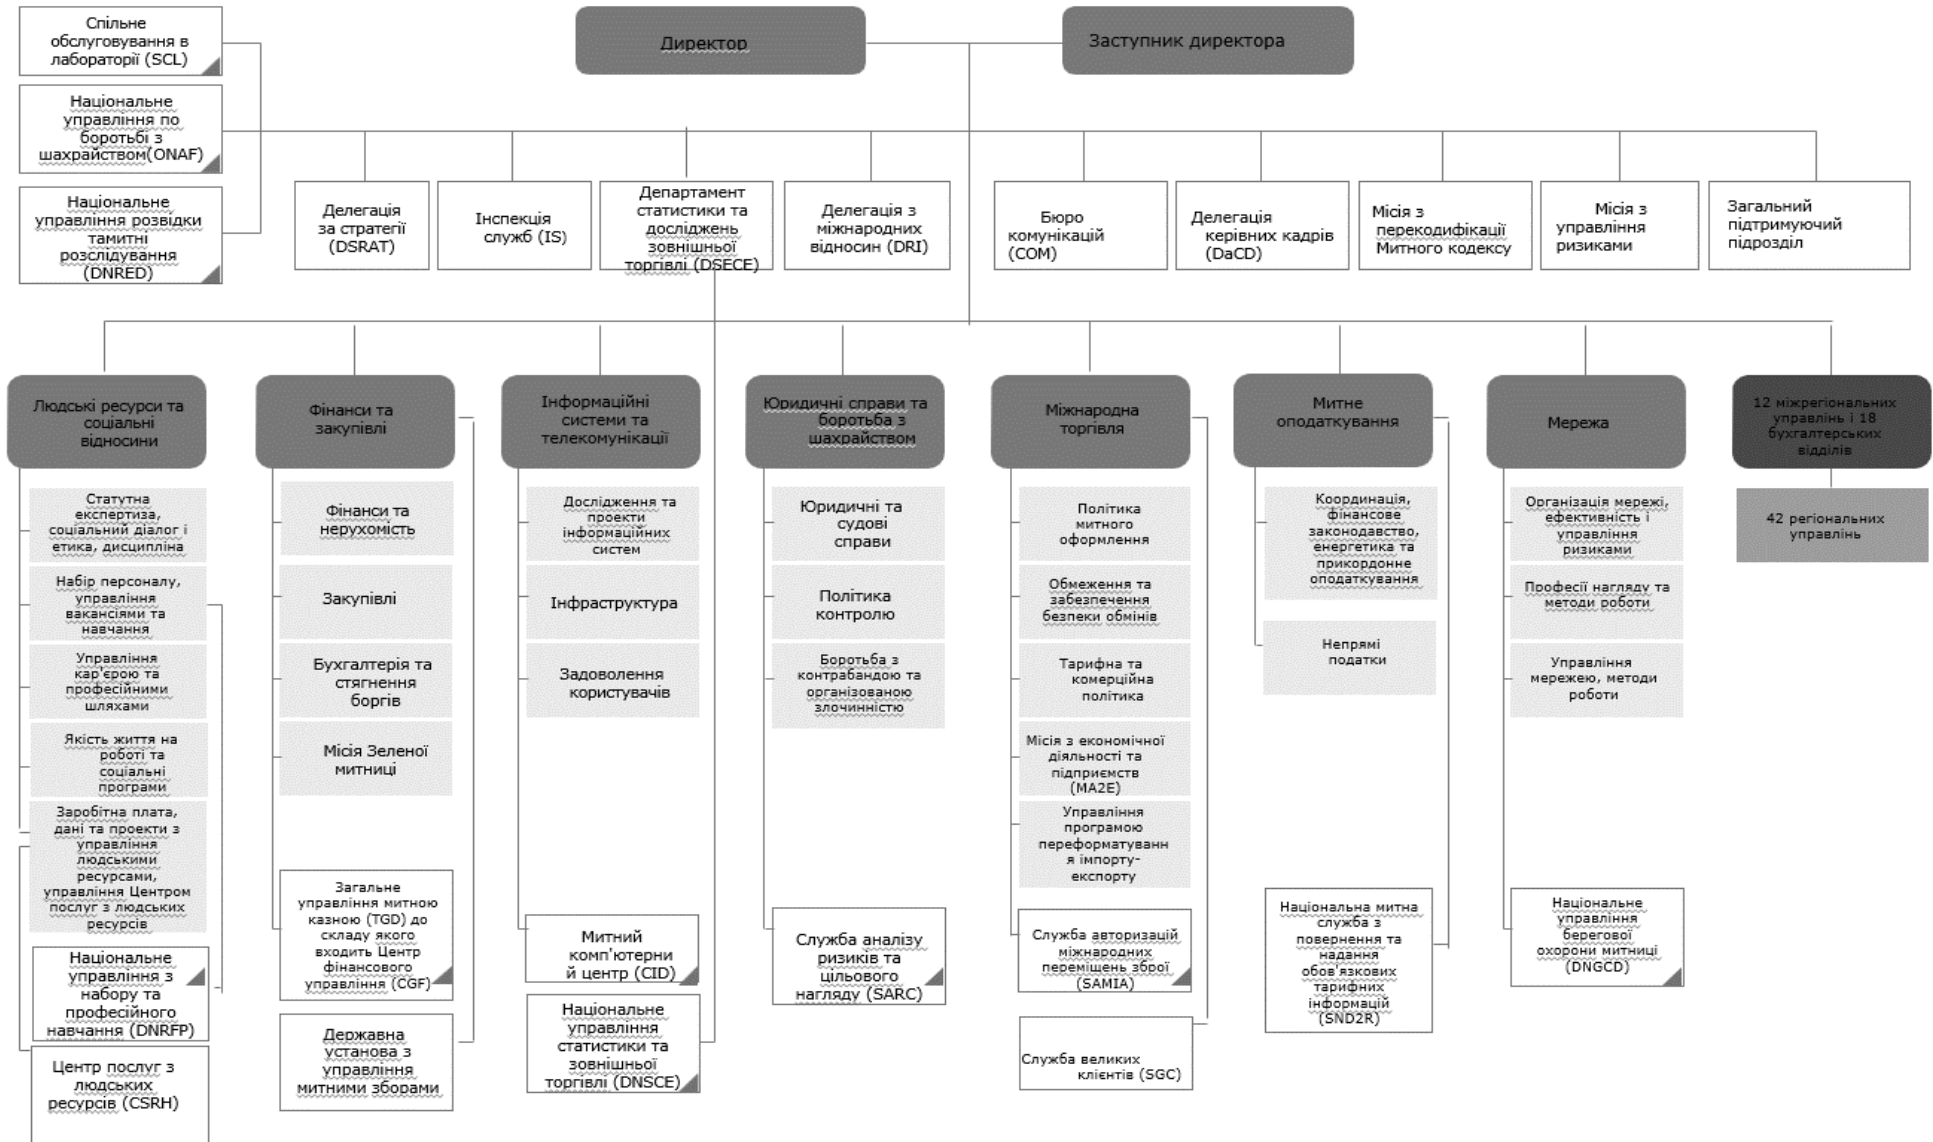 Спільне
обслуговування в
лабораторії (SCL)
Директор
Заступник директора
Національне
управління по
боротьбі з
шахрайством(ONAF)
Національне
управління розвідки
тамитні
розслідування
(DNRED)
Делегація
за стратегії
(DSRAT)
Інспекція
служб (IS)
Департамент
статистики та
досліджень
зовнішньої
торгівлі (DSECE)
Делегація з
міжнародних
відносин (DRI)
Бюро
комунікацій
(COM)
Делегація
керівних кадрів
(DaCD)
Місія з
перекодифікації
Митного кодексу
Місія з
управління
ризиками
Загальний
підтримуючий
підрозділ
Людські ресурси та
соціальні
відносини
Статутна
експертиза,
соціальний діалог і
етика, дисципліна
Набір персоналу,
управління
вакансіями та
навчання
Управління
кар'єрою та
професійними
шляхами
Якість життя на
роботі та
соціальні
програми
Заробітна плата,
дані та проекти з
управління
людськими
ресурсами,
управління Центром
послуг з людських
ресурсів
Національне
управління з
набору та
професійного
навчання (DNRFP)
Центр послуг з
людських
ресурсів (CSRH)
Фінанси та
закупівлі
Фінанси та
нерухомість
Закупівлі
Бухгалтерія та
стягнення
боргів
Місія Зеленої
митниці
Загальне
управління митною
казною (TGD) до
складу якого
входить Центр
фінансового
управління (CGF)
Державна
установа з
управління
митними зборами
Інформаційні
системи та
телекомунікації
Дослідження та
проекти
інформаційних
систем
Інфраструктура
Задоволення
користувачів
Митний
комп'ютерни
й центр (CID)
Національне
управління
статистики та
зовнішньої
торгівлі (DNSCE)
Юридичні справи та
боротьба з
шахрайством
Юридичні та
судові
справи
Політика
контролю
Боротьба з
контрабандою та
організованою
злочинністю
Служба аналізу
ризиків та
цільового
нагляду (SARC)
Міжнародна
торгівля
Політика
митного
оформлення
Обмеження та
забезпечення
безпеки обмінів
Тарифна та
комерційна
політика
Місія з економічної
діяльності та
підприємств
(MA2E)
Управління
програмою
переформатуванн
я імпорту-
експорту
Служба авторизацій
міжнародних
переміщень зброї
(SAMIA)
Служба великих
клієнтів (SGC)
Митне
оподаткування
Координація,
фінансове
законодавство,
енергетика та
прикордонне
оподаткування
Непрямі
податки
Національна митна
служба з
повернення та
надання
обов'язкових
тарифних
інформацій
(SND2R)
Мережа
Організація мережі,
ефективність і
управління
ризиками
Професії нагляду та
методи роботи
Управління
мережею, методи
роботи
Національне
управління
берегової
охорони митниці
(DNGCD)
12 міжрегіональних
управлінь і 18
бухгалтерських
відділів
42 регіональних
управлінь